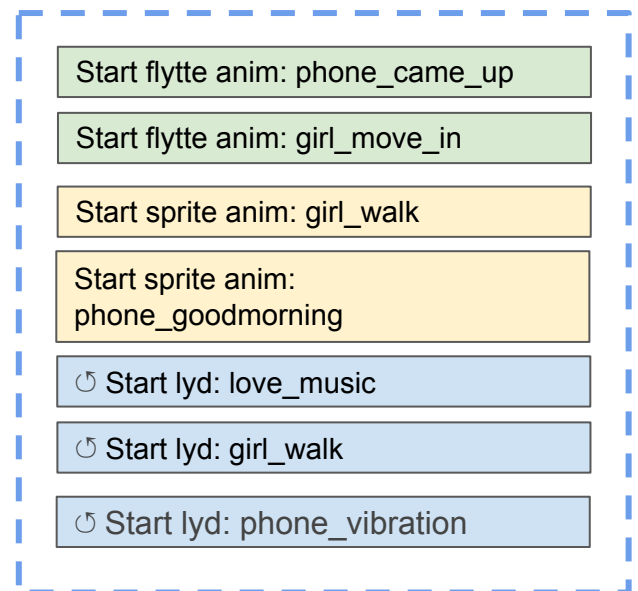 Start flytte anim: phone_came_up
Start flytte anim: girl_move_in
Start sprite anim: girl_walk
Start sprite anim:
phone_goodmorning
↺ Start lyd: love_music
↺ Start lyd: girl_walk
↺ Start lyd: phone_vibration